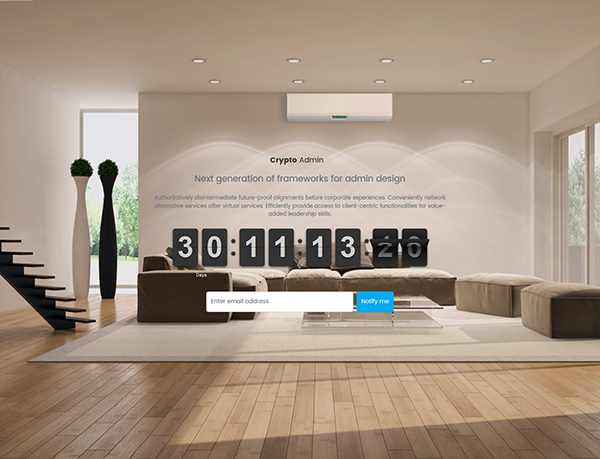 Crypto Admin
Next generation of frameworks for admin design
Authoritatively disintermediate future-proof alignments before corporate experiences. Conveniently network
alternative services after virtual services. Efficiently provide access to client-centric functionalities for value-
added leadership skills.
30:11:13:
Days
Enter email address Notify me